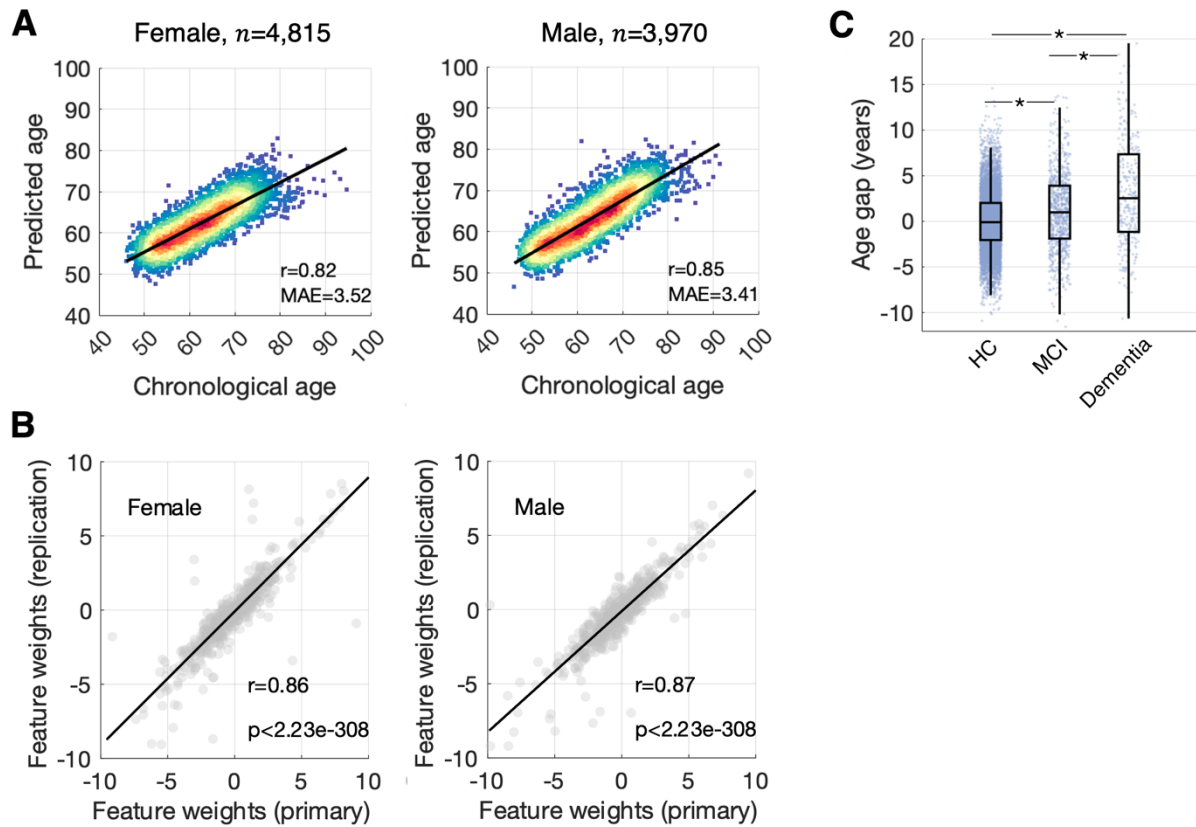 A
Female, n=4,815
Predicted age
100
90
80
70
60
50
40
r=0.82
MAE=3.52
40 50 60 70 80 90 100
Chronological age
Male, n=3,970
Predicted age
100
90
80
70
60
50
40
r=0.85
MAE=3.41
40 50 60 70 80 90 100
Chronological age
C
Age gap (years)
20
15
10
5
0
-5
-10
*
*
*
HC MCI Dementia
B
Feature weights (replication)
10
5
0
-5
-10
Female
r=0.86
p<2.23e-308
-10 -5 0 5 10
Feature weights (primary)
Feature weights (replication)
10
5
0
-5
-10
Male
r=0.87
p<2.23e-308
-10 -5 0 5 10
Feature weights (primary)